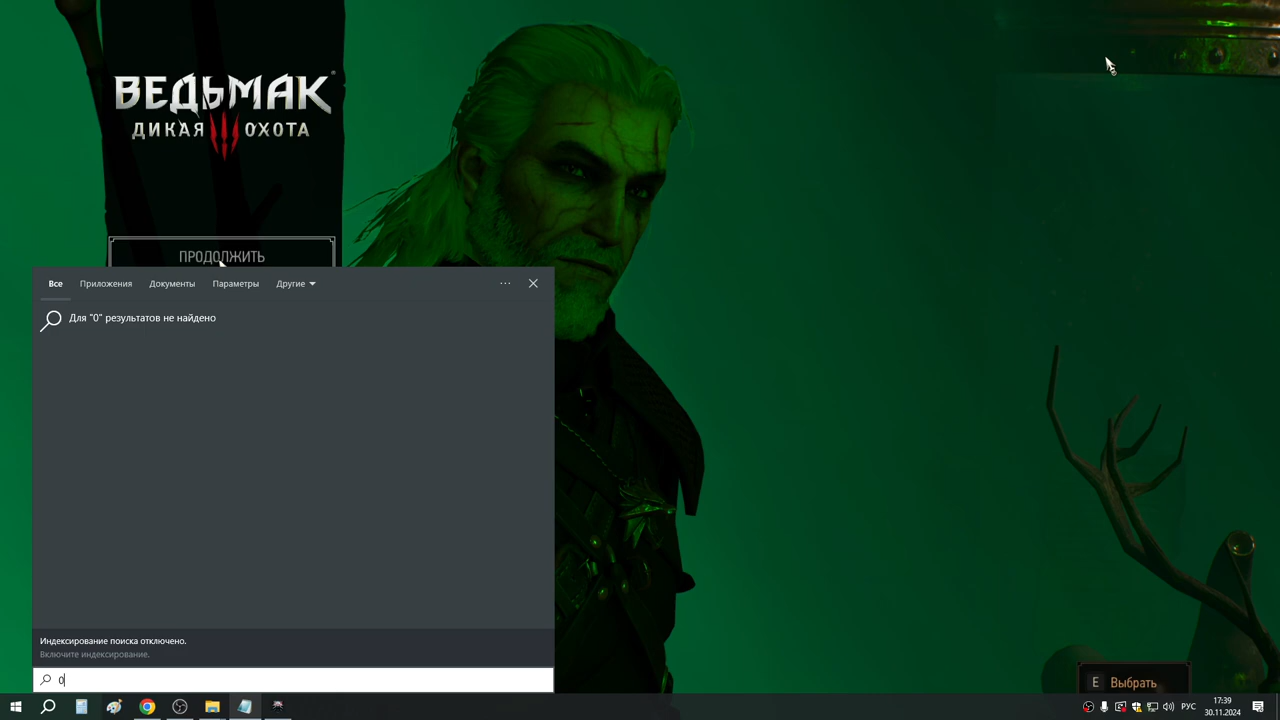 ВЕДЬМАК
ДИКАЯ ОХОТА
ПРОДОЛЖИТЬ
Все Приложения Документы Параметры Другие
Для "0" результатов не найдено
Индексирование поиска отключено.
Включите индексирование.
0
E Выбрать
РУС
17:39
30.11.2024